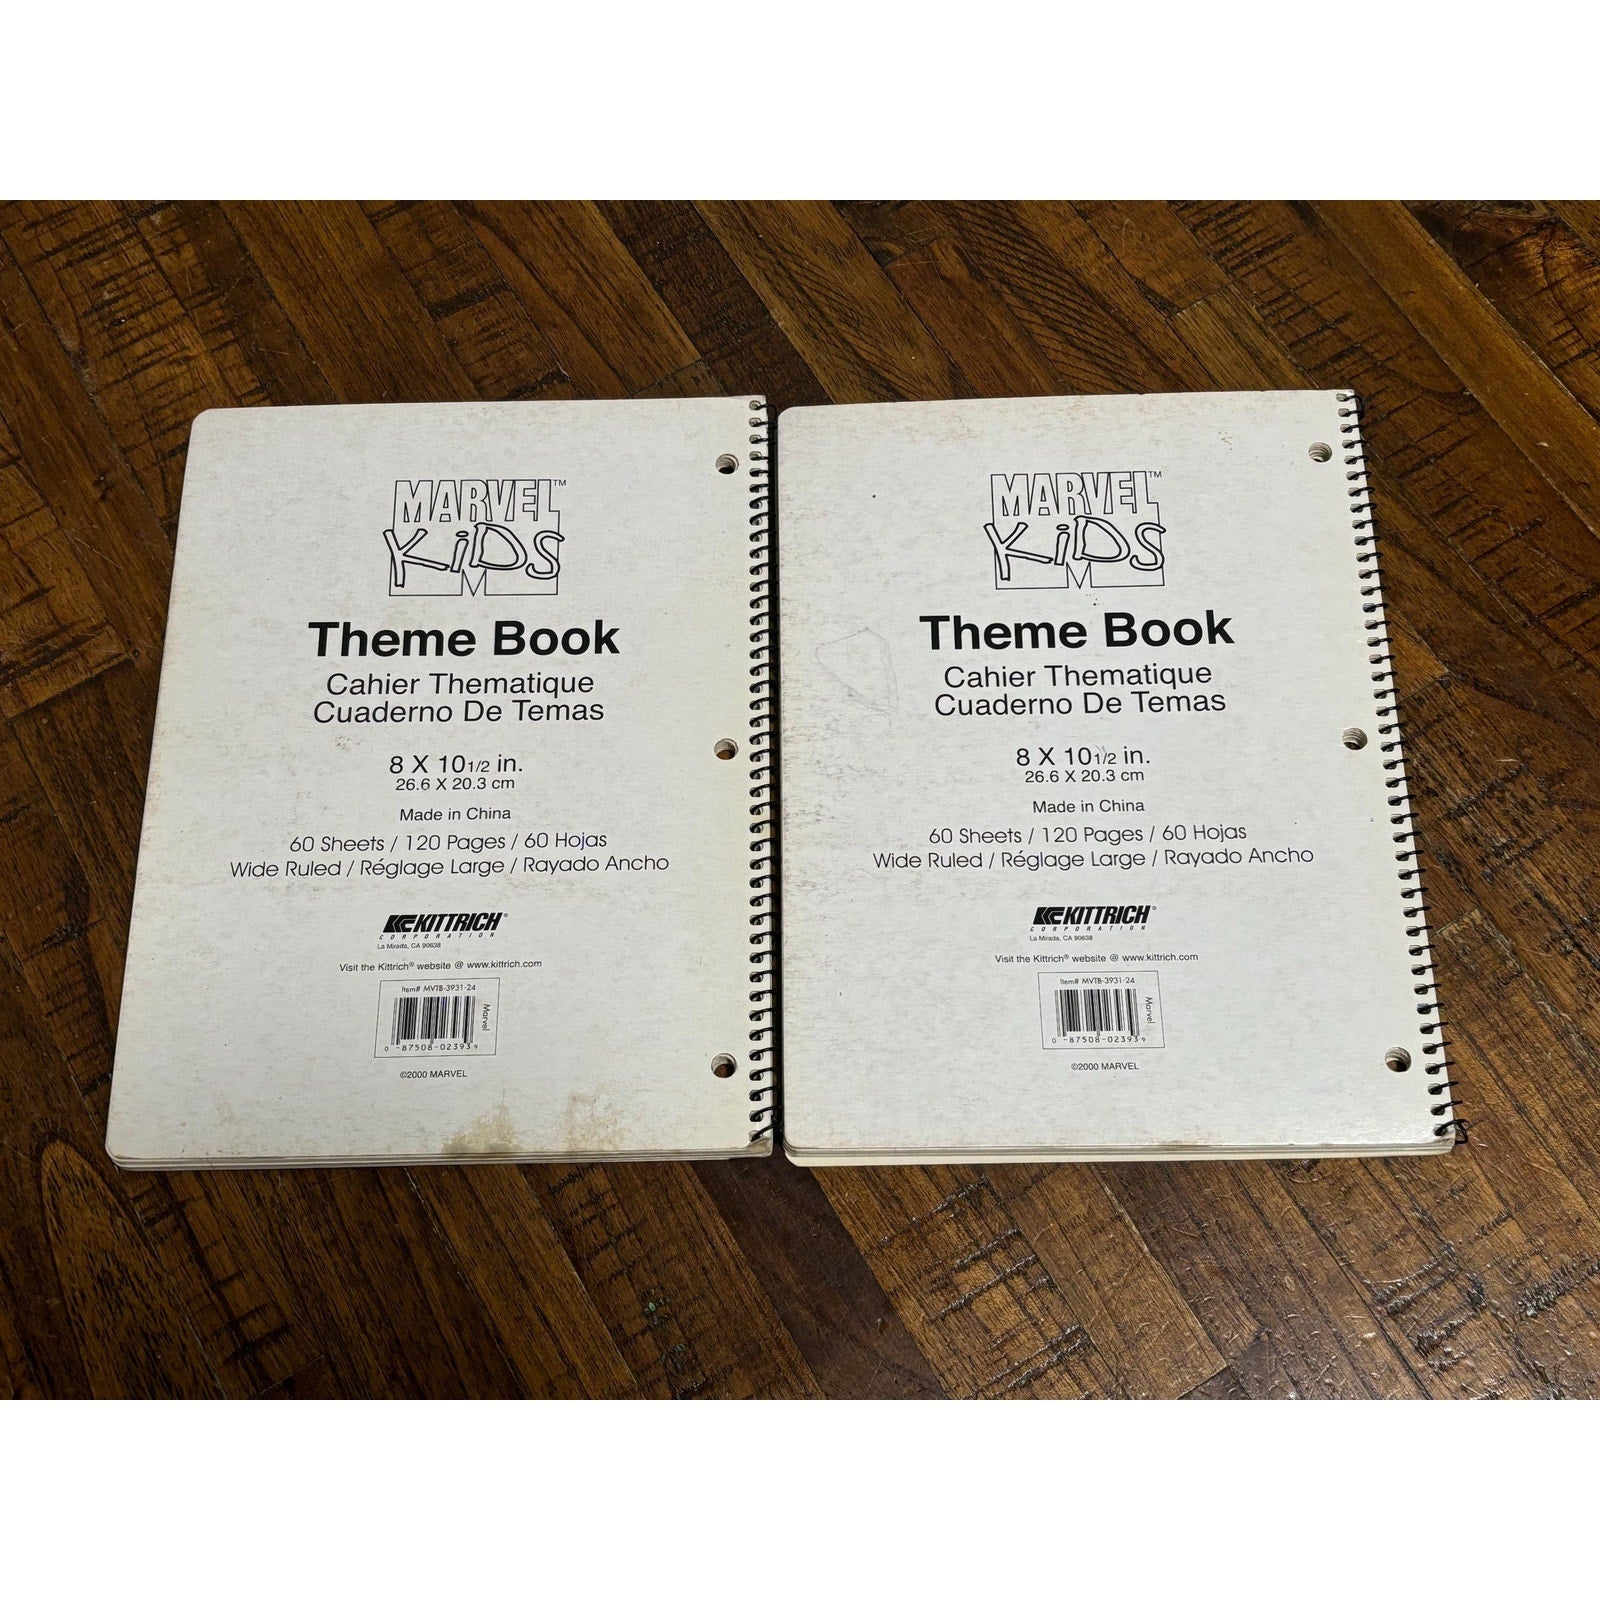 MARVEL™
KiDS
Theme Book
Cahier Thematique
Cuaderno De Temas
8 X 10 1/2 in.
26.6 X 20.3 cm
Made in China
60 Sheets / 120 Pages / 60 Hojas
Wide Ruled / Réglage Large / Rayado Ancho
KITTRICH®
CORPORATION
La Mirada, CA 90638
Visit the Kittrich® website @ www.kittrich.com
Item# MVTB-3931-24
Marvel
0 -87508-02393 9
©2000 MARVEL
MARVEL™
KiDS
Theme Book
Cahier Thematique
Cuaderno De Temas
8 X 10 1/2 in.
26.6 X 20.3 cm
Made in China
60 Sheets / 120 Pages / 60 Hojas
Wide Ruled / Réglage Large / Rayado Ancho
KITTRICH®
CORPORATION
La Mirada, CA 90638
Visit the Kittrich® website @ www.kittrich.com
Item# MVTB-3931-24
Marvel
0 -87508-02393 9
©2000 MARVEL